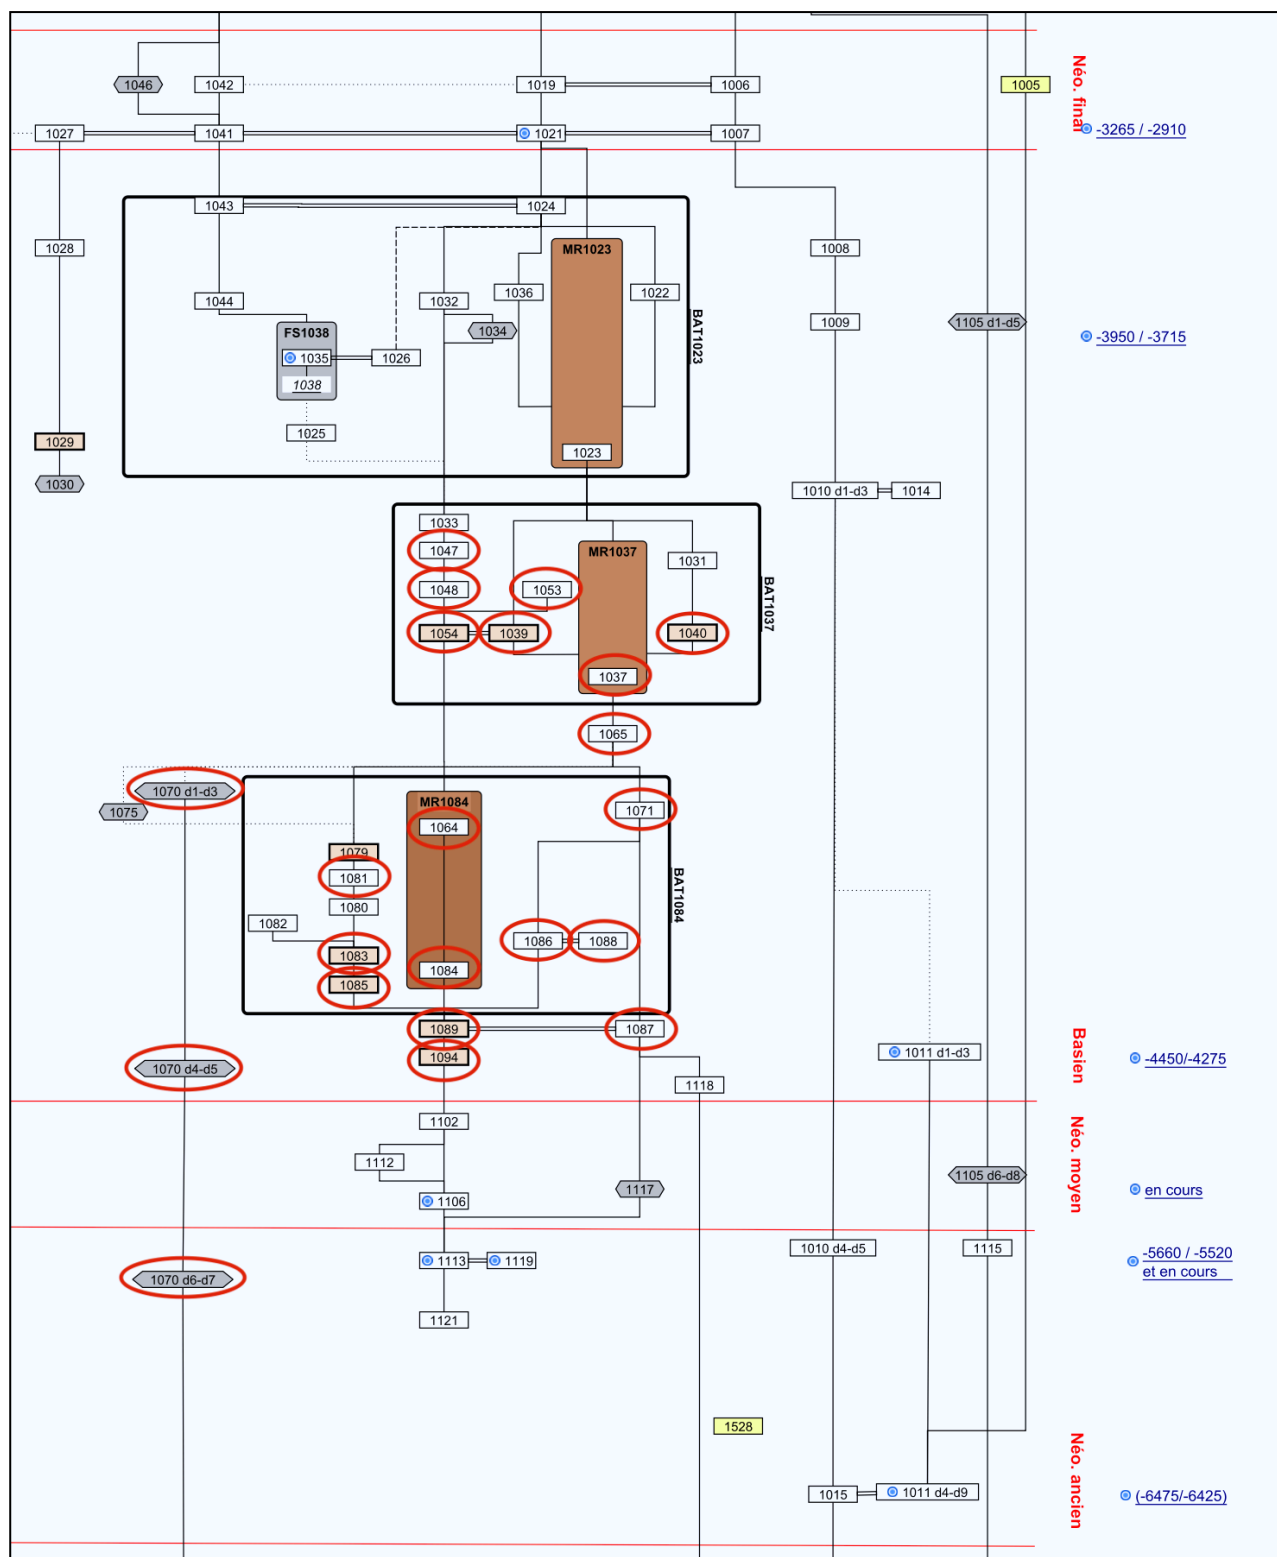 1046
1042
1019
1006
1005
Néo. final
1027
1041
1021
1007
-3265 / -2910
1043
1024
1028
MR1023
1008
1044
1032
1036
1022
1034
1009
1105 d1-d5
FS1038
BAT1023
-3950 / -3715
1035
1026
1038
1025
1029
1023
1030
1010 d1-d3
1014
1033
1047
MR1037
1031
1048
1053
BAT1037
1054
1039
1040
1037
1065
1070 d1-d3
1075
MR1084
1064
1071
1079
1081
1080
BAT1084
1082
1086
1088
1083
1084
1085
1089
1087
1011 d1-d3
Basien
-4450/-4275
1094
1070 d4-d5
1118
1102
Néo. moyen
1112
1105 d6-d8
1117
en cours
1106
1010 d4-d5
1115
1113
1119
-5660 / -5520
et en cours
1070 d6-d7
1121
1528
Néo. ancien
1015
1011 d4-d9
(-6475/-6425)